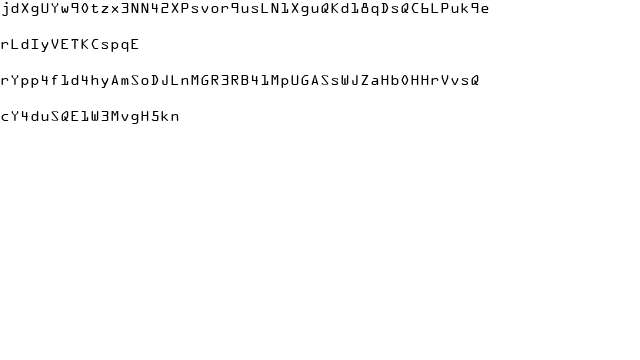 jdXgUYw90tzx3NN42XPsvor9usLN1XguQKd18qDsQC6LPuk9e
rLdIyVETKCspqE
rYpp4f1d4hyAmSoDJLnMGR3RB41MpUGASsWJZaHb0HHrVvsQ
cY4duSQE1W3MvgH5kn